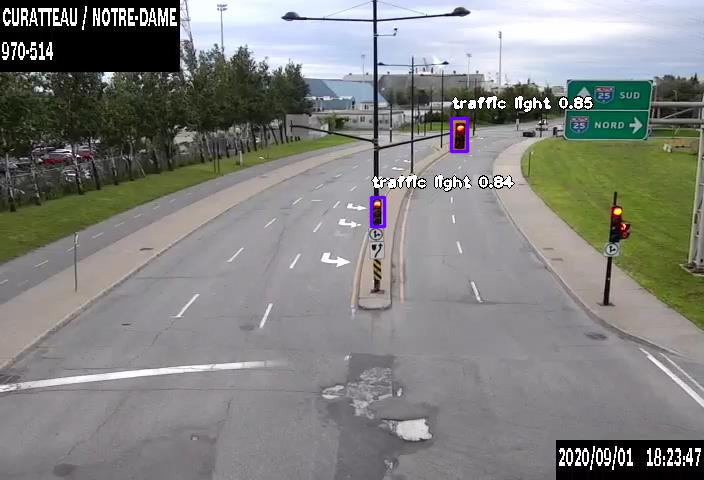 CURATTEAU / NOTRE-DAME
970-514
traffic light 0.85
25 SUD
25 NORD
traffic light 0.84
2020/09/01 18:23:47